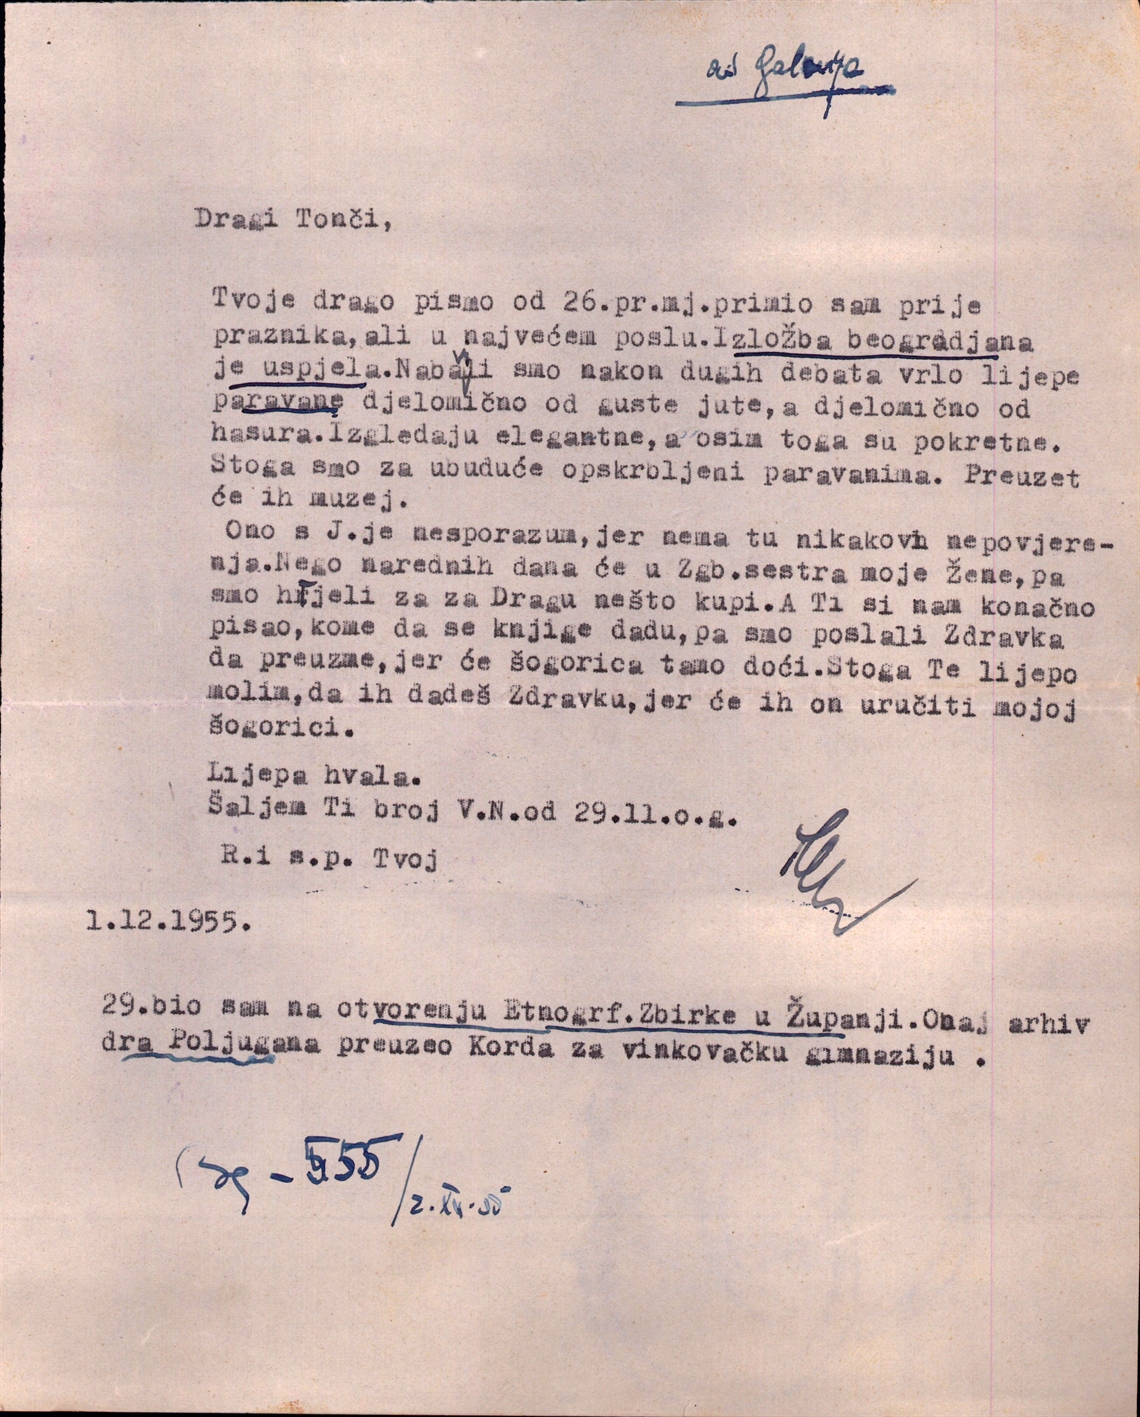 ad Galerija
Dragi Tonči,
Tvoje drago pismo od 26.pr.mj.primio sam prije
praznika,ali u najvećem poslu.Izložba beogradjana
je uspjela.Nabavili smo nakon dugih debata vrlo lijepe
paravane djelomično od guste jute,a djelomično od
hasura.Izgledaju elegantne,a osim toga su pokretne.
Stoga smo za ubuduće opskrbljeni paravanima. Preuzet
će ih muzej.
Ono s J.je nesporazum,jer nema tu nikakovh nepovjere-
nja.Nego narednih dana će u Zgb.sestra moje Žene,pa
smo htjeli za za Dragu nešto kupi.A Ti si nam konačno
pisao,kome da se knjige dadu,pa smo poslali Zdravka
da preuzme,jer će šogorica tamo doći.Stoga Te lijepo
molim,da ih dadeš Zdravku,jer će ih on uručiti mojoj
šogorici.
Lijepa hvala.
Šaljem Ti broj V.N.od 29.11.o.g.
R.i s.p. Tvoj
1.12.1955.
29.bio sam na otvorenju Etnogrf.Zbirke u Županji.Onaj arhiv
dra Poljugana preuzeo Korda za vinkovačku gimnaziju .
- 555/2.XII.55